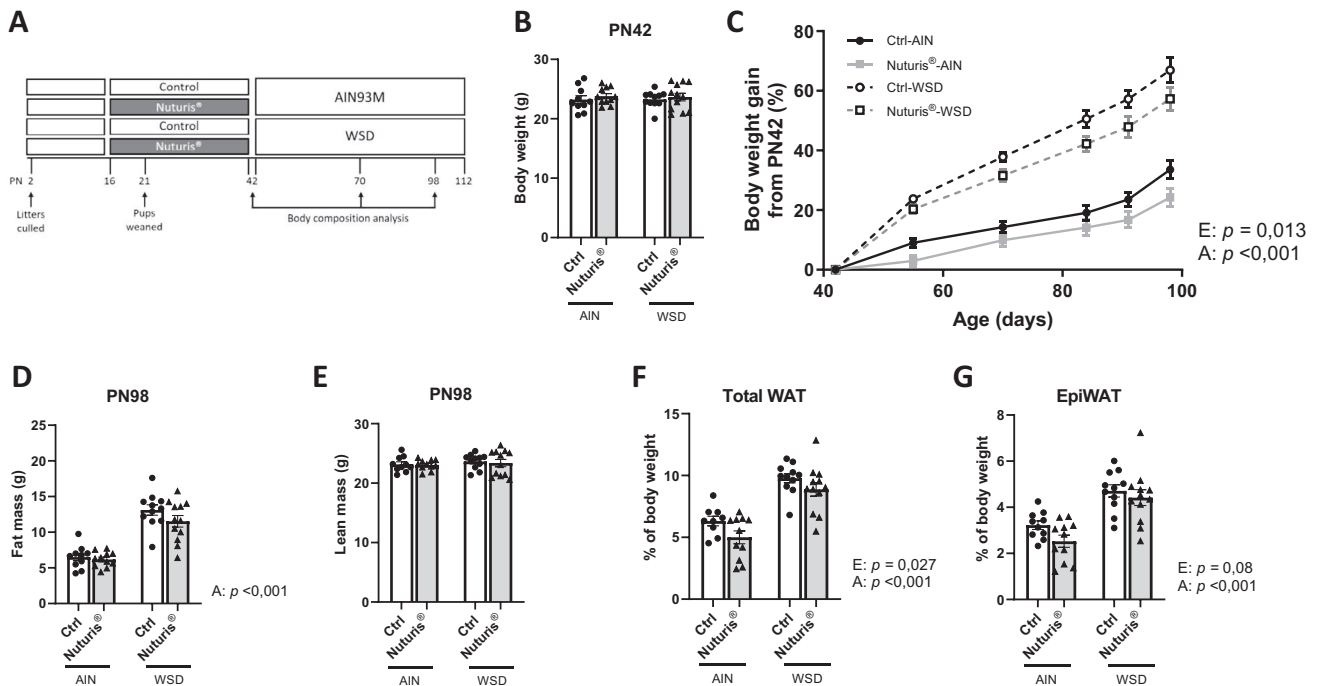 A
Control
Nuturis®
Control
Nuturis®
AIN93M
WSD
PN 2 16 21 42 70 98 112
Litters
culled
Pups
weaned
Body composition analysis
B
PN42
Body weight (g)
30
20
10
0
Ctrl
Nuturis®
Ctrl
Nuturis®
AIN
WSD
C
Body weight gain
from PN42 (%)
80
60
40
20
0
Ctrl-AIN
Nuturis®-AIN
Ctrl-WSD
Nuturis®-WSD
40 60 80 100
Age (days)
E: p = 0,013
A: p <0,001
D
PN98
Fat mass (g)
25
20
15
10
5
0
Ctrl
Nuturis®
Ctrl
Nuturis®
AIN
WSD
A: p <0,001
E
PN98
Lean mass (g)
30
20
10
0
Ctrl
Nuturis®
Ctrl
Nuturis®
AIN
WSD
F
Total WAT
% of body weight
15
10
5
0
Ctrl
Nuturis®
Ctrl
Nuturis®
AIN
WSD
E: p = 0,027
A: p <0,001
G
EpiWAT
% of body weight
8
6
4
2
0
Ctrl
Nuturis®
Ctrl
Nuturis®
AIN
WSD
E: p = 0,08
A: p <0,001